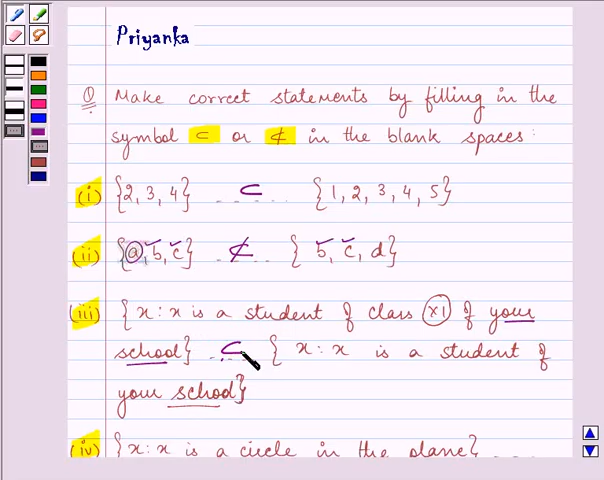 Priyanka
Q Make correct statements by filling in the
symbol ⊂ or ⊄ in the blank spaces:
(i) {2, 3, 4} ...⊂... {1, 2, 3, 4, 5}
(ii) {a, b, c} ...⊄... { b, c, d}
(iii) {x: x is a student of class XI of your
school} ...⊂... { x: x is a student of
your school}
(iv) {x: x is a circle in the plane} ....